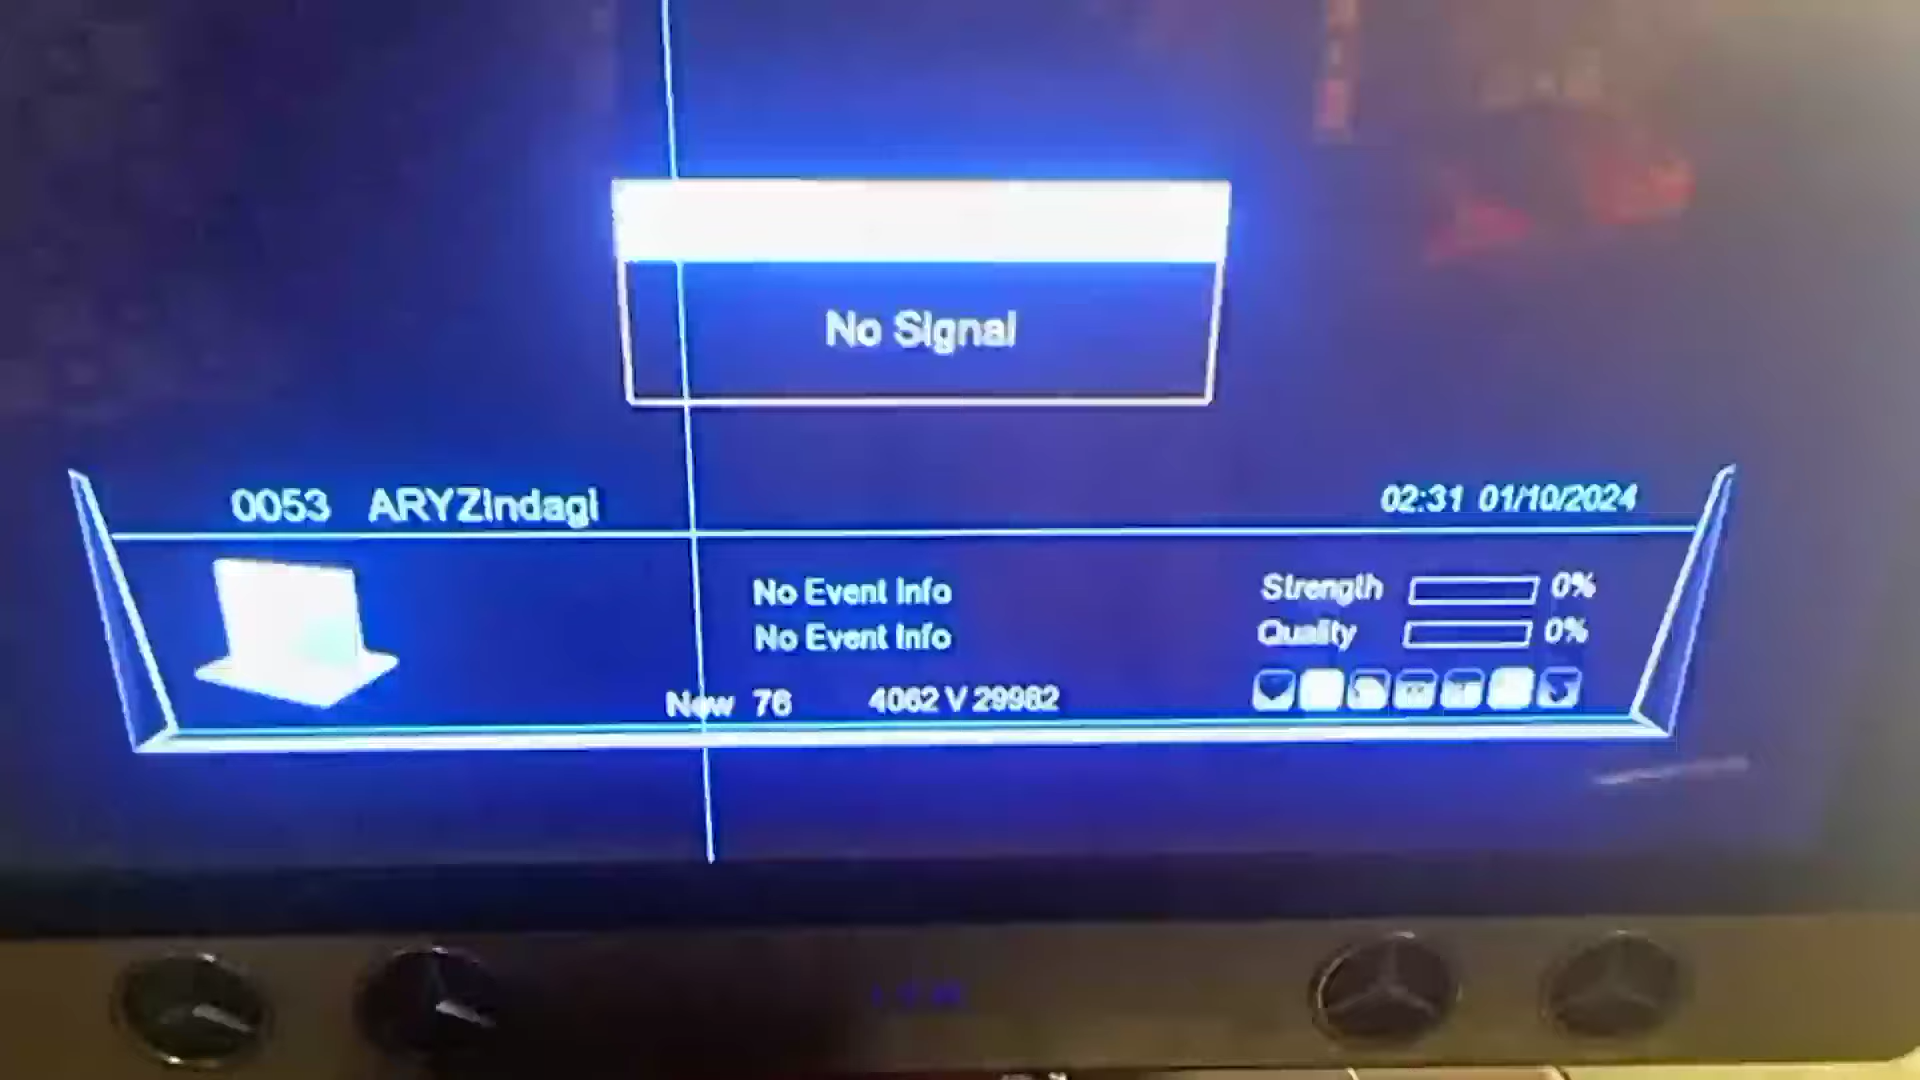 No Signal
0053 ARYZindagi
02:31 01/10/2024
No Event Info
No Event Info
Strength 0%
Quality 0%
New 76 4062 V 29982